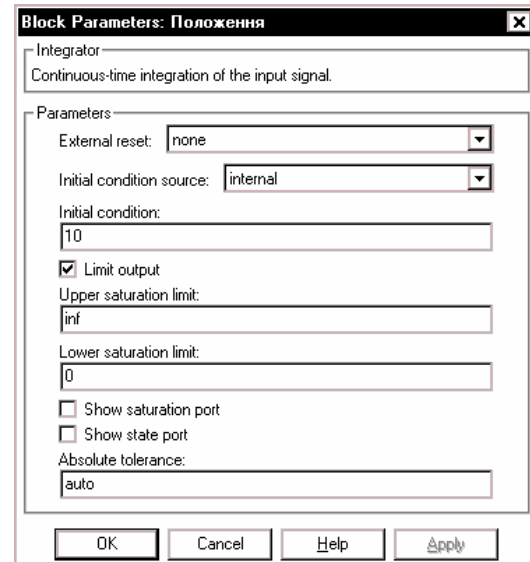 Block Parameters: Положення
Integrator
Continuous-time integration of the input signal.
Parameters
External reset: none
Initial condition source: internal
Initial condition:
10
Limit output
Upper saturation limit:
inf
Lower saturation limit:
0
Show saturation port
Show state port
Absolute tolerance:
auto
OK Cancel Help Apply